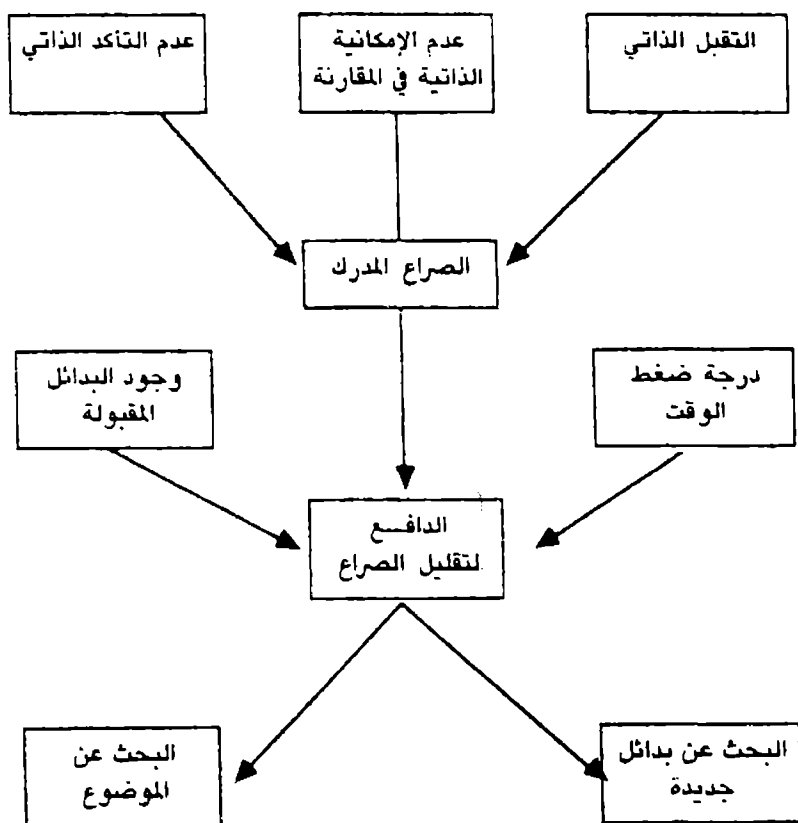 التقبل الذاتي
عدم الإمكانية
الذاتية في المقارنة
عدم التأكد الذاتي
الصراع المدرك
درجة ضغط
الوقت
وجود البدائل
المقبولة
الدافع
لتقليل الصراع
البحث عن بدائل
جديدة
البحث عن
الموضوع